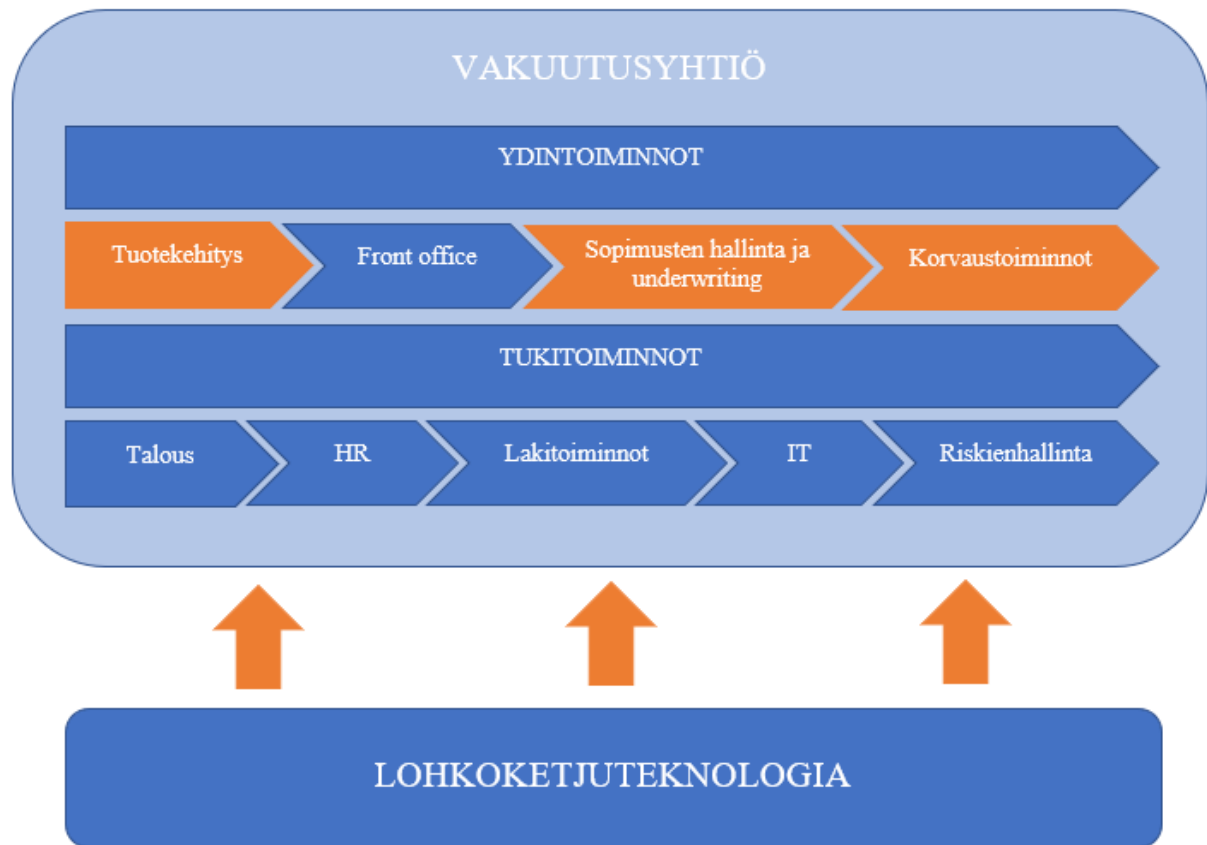 VAKUUTUSYHTIÖ
YDINTOIMINNOT
Tuotekehitys
Front office
Sopimusten hallinta ja
underwriting
Korvaustoiminnot
TUKITOIMINNOT
Talous
HR
Lakitoiminnot
IT
Riskienhallinta
LOHKOKETJUTEKNOLOGIA